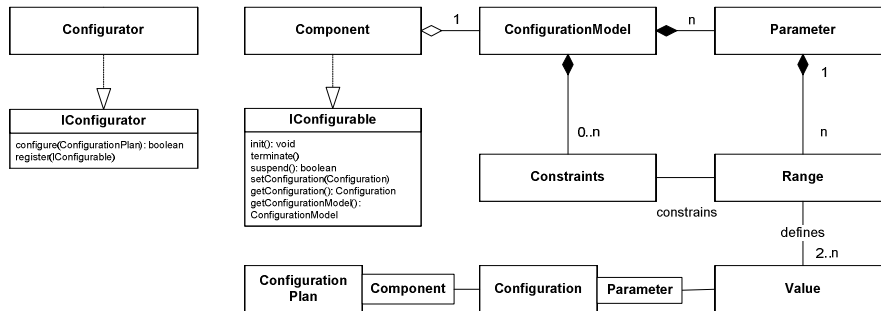 Configurator
Component
1
ConfigurationModel
n
Parameter
1
IConfigurator
configure(ConfigurationPlan): boolean
register(IConfigurable)
IConfigurable
init(): void
terminate()
suspend(): boolean
setConfiguration(Configuration)
getConfiguration(); Configuration
getConfigurationModel():
ConfigurationModel
0..n
n
Constraints
Range
constrains
defines
2..n
Configuration
Plan
Component
Configuration
Parameter
Value